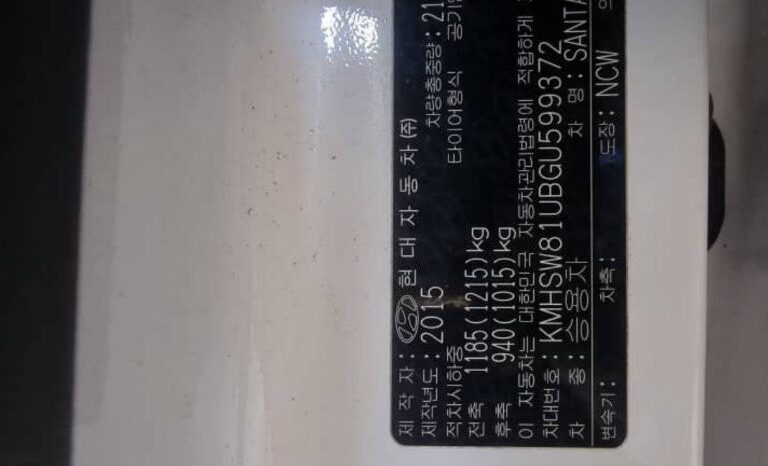 제 작 자 : 현 대 자 동 차 (주)
제작년도 : 2015 차량총중량 : 21
적차시하중 타이어형식 공기압
전축 1185(1215)kg
후축 940(1015)kg
이 자동차는 대한민국 자동차관리법령에 적합하게
차대번호 : KMHSW81UBGU599372
차 종 : 승용차 차 명 : SANTA
변속기 : 차축 : 도장 : NCW